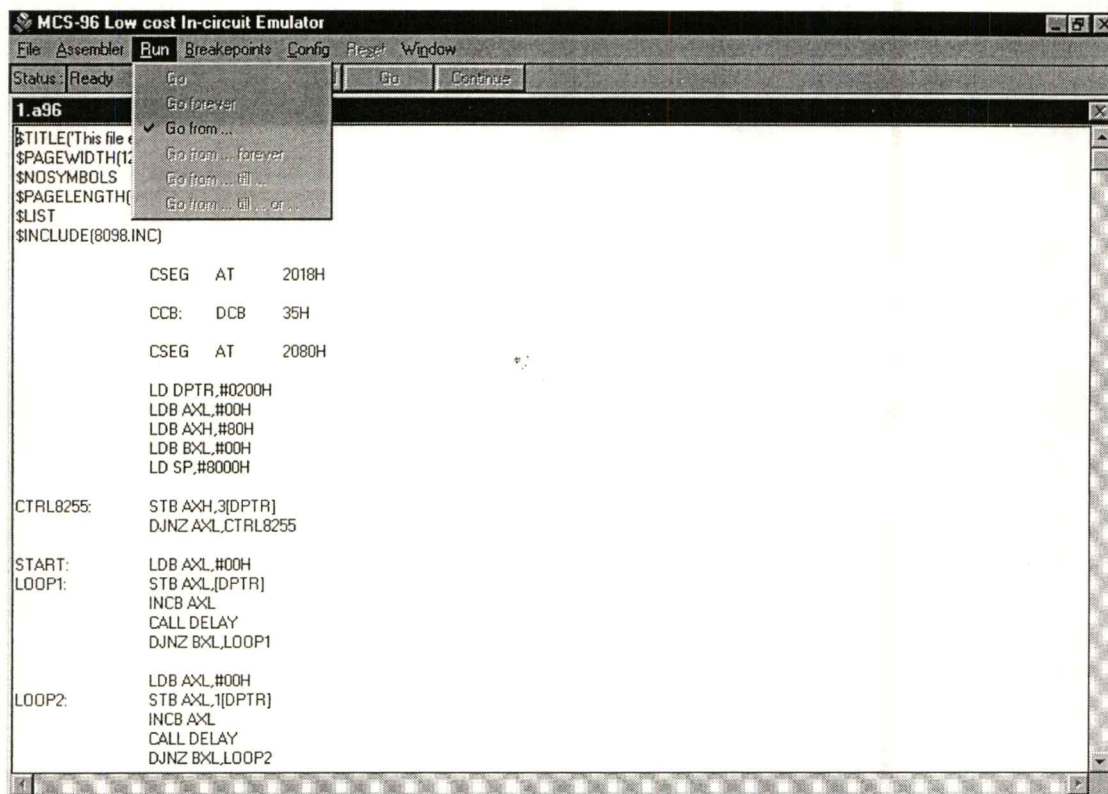 MCS-96 Low cost In-circuit Emulator
File Assembler Run Breakepoints Config Reset Window
Status : Ready Go Continue
Go
Go forever
✓ Go from ...
Go from ... forever
Go from ... till ...
Go from ... till ... or ...
1.a96
$TITLE('This file e
$PAGEWIDTH(12
$NOSYMBOLS
$PAGELENGTH(
$LIST
$INCLUDE(8098.INC)
CSEG AT 2018H
CCB: DCB 35H
CSEG AT 2080H
LD DPTR,#0200H
LDB AXL,#00H
LDB AXH,#80H
LDB BXL,#00H
LD SP,#8000H
CTRL8255: STB AXH,3[DPTR]
DJNZ AXL,CTRL8255
START: LDB AXL,#00H
LOOP1: STB AXL,[DPTR]
INCB AXL
CALL DELAY
DJNZ BXL,LOOP1
LDB AXL,#00H
LOOP2: STB AXL,1[DPTR]
INCB AXL
CALL DELAY
DJNZ BXL,LOOP2